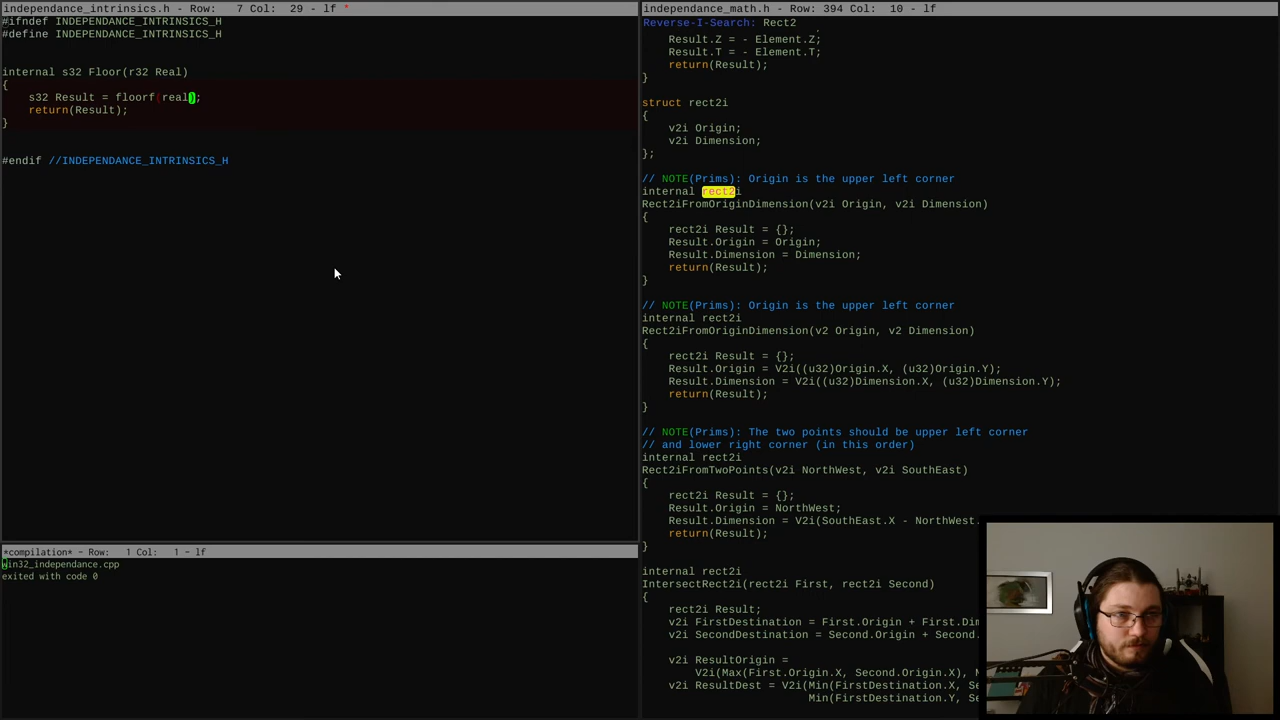 independance_intrinsics.h - Row:   7 Col:  29 - lf *
#ifndef INDEPENDANCE_INTRINSICS_H
#define INDEPENDANCE_INTRINSICS_H
internal s32 Floor(r32 Real)
{
    s32 Result = floorf(real);
    return(Result);
}
#endif //INDEPENDANCE_INTRINSICS_H
*compilation* - Row:   1 Col:   1 - lf
win32_independance.cpp
exited with code 0
independance_math.h - Row: 394 Col:  10 - lf
Reverse-I-Search: Rect2
    Result.Z = - Element.Z;
    Result.T = - Element.T;
    return(Result);
}
struct rect2i
{
    v2i Origin;
    v2i Dimension;
};
// NOTE(Prims): Origin is the upper left corner
internal rect2i
Rect2iFromOriginDimension(v2i Origin, v2i Dimension)
{
    rect2i Result = {};
    Result.Origin = Origin;
    Result.Dimension = Dimension;
    return(Result);
}
// NOTE(Prims): Origin is the upper left corner
internal rect2i
Rect2iFromOriginDimension(v2 Origin, v2 Dimension)
{
    rect2i Result = {};
    Result.Origin = V2i((u32)Origin.X, (u32)Origin.Y);
    Result.Dimension = V2i((u32)Dimension.X, (u32)Dimension.Y);
    return(Result);
}
// NOTE(Prims): The two points should be upper left corner
// and lower right corner (in this order)
internal rect2i
Rect2iFromTwoPoints(v2i NorthWest, v2i SouthEast)
{
    rect2i Result = {};
    Result.Origin = NorthWest;
    Result.Dimension = V2i(SouthEast.X - NorthWest.
    return(Result);
}
internal rect2i
IntersectRect2i(rect2i First, rect2i Second)
{
    rect2i Result;
    v2i FirstDestination = First.Origin + First.Di
    v2i SecondDestination = Second.Origin + Second.
    v2i ResultOrigin =
        V2i(Max(First.Origin.X, Second.Origin.X), M
    v2i ResultDest = V2i(Min(FirstDestination.X, Se
                         Min(FirstDestination.Y, Se